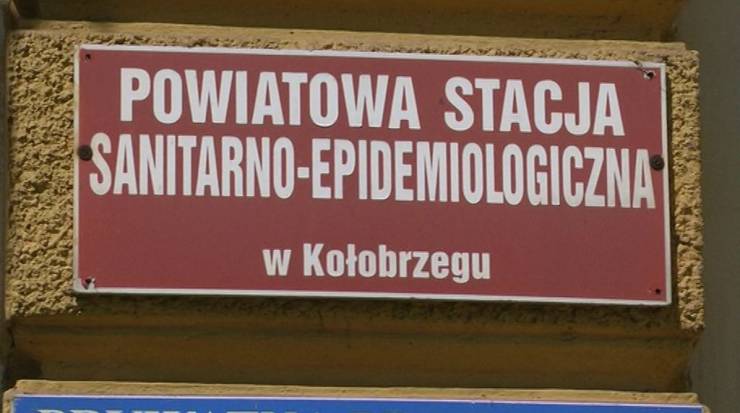 POWIATOWA STACJA
SANITARNO-EPIDEMIOLOGICZNA
w Kołobrzegu